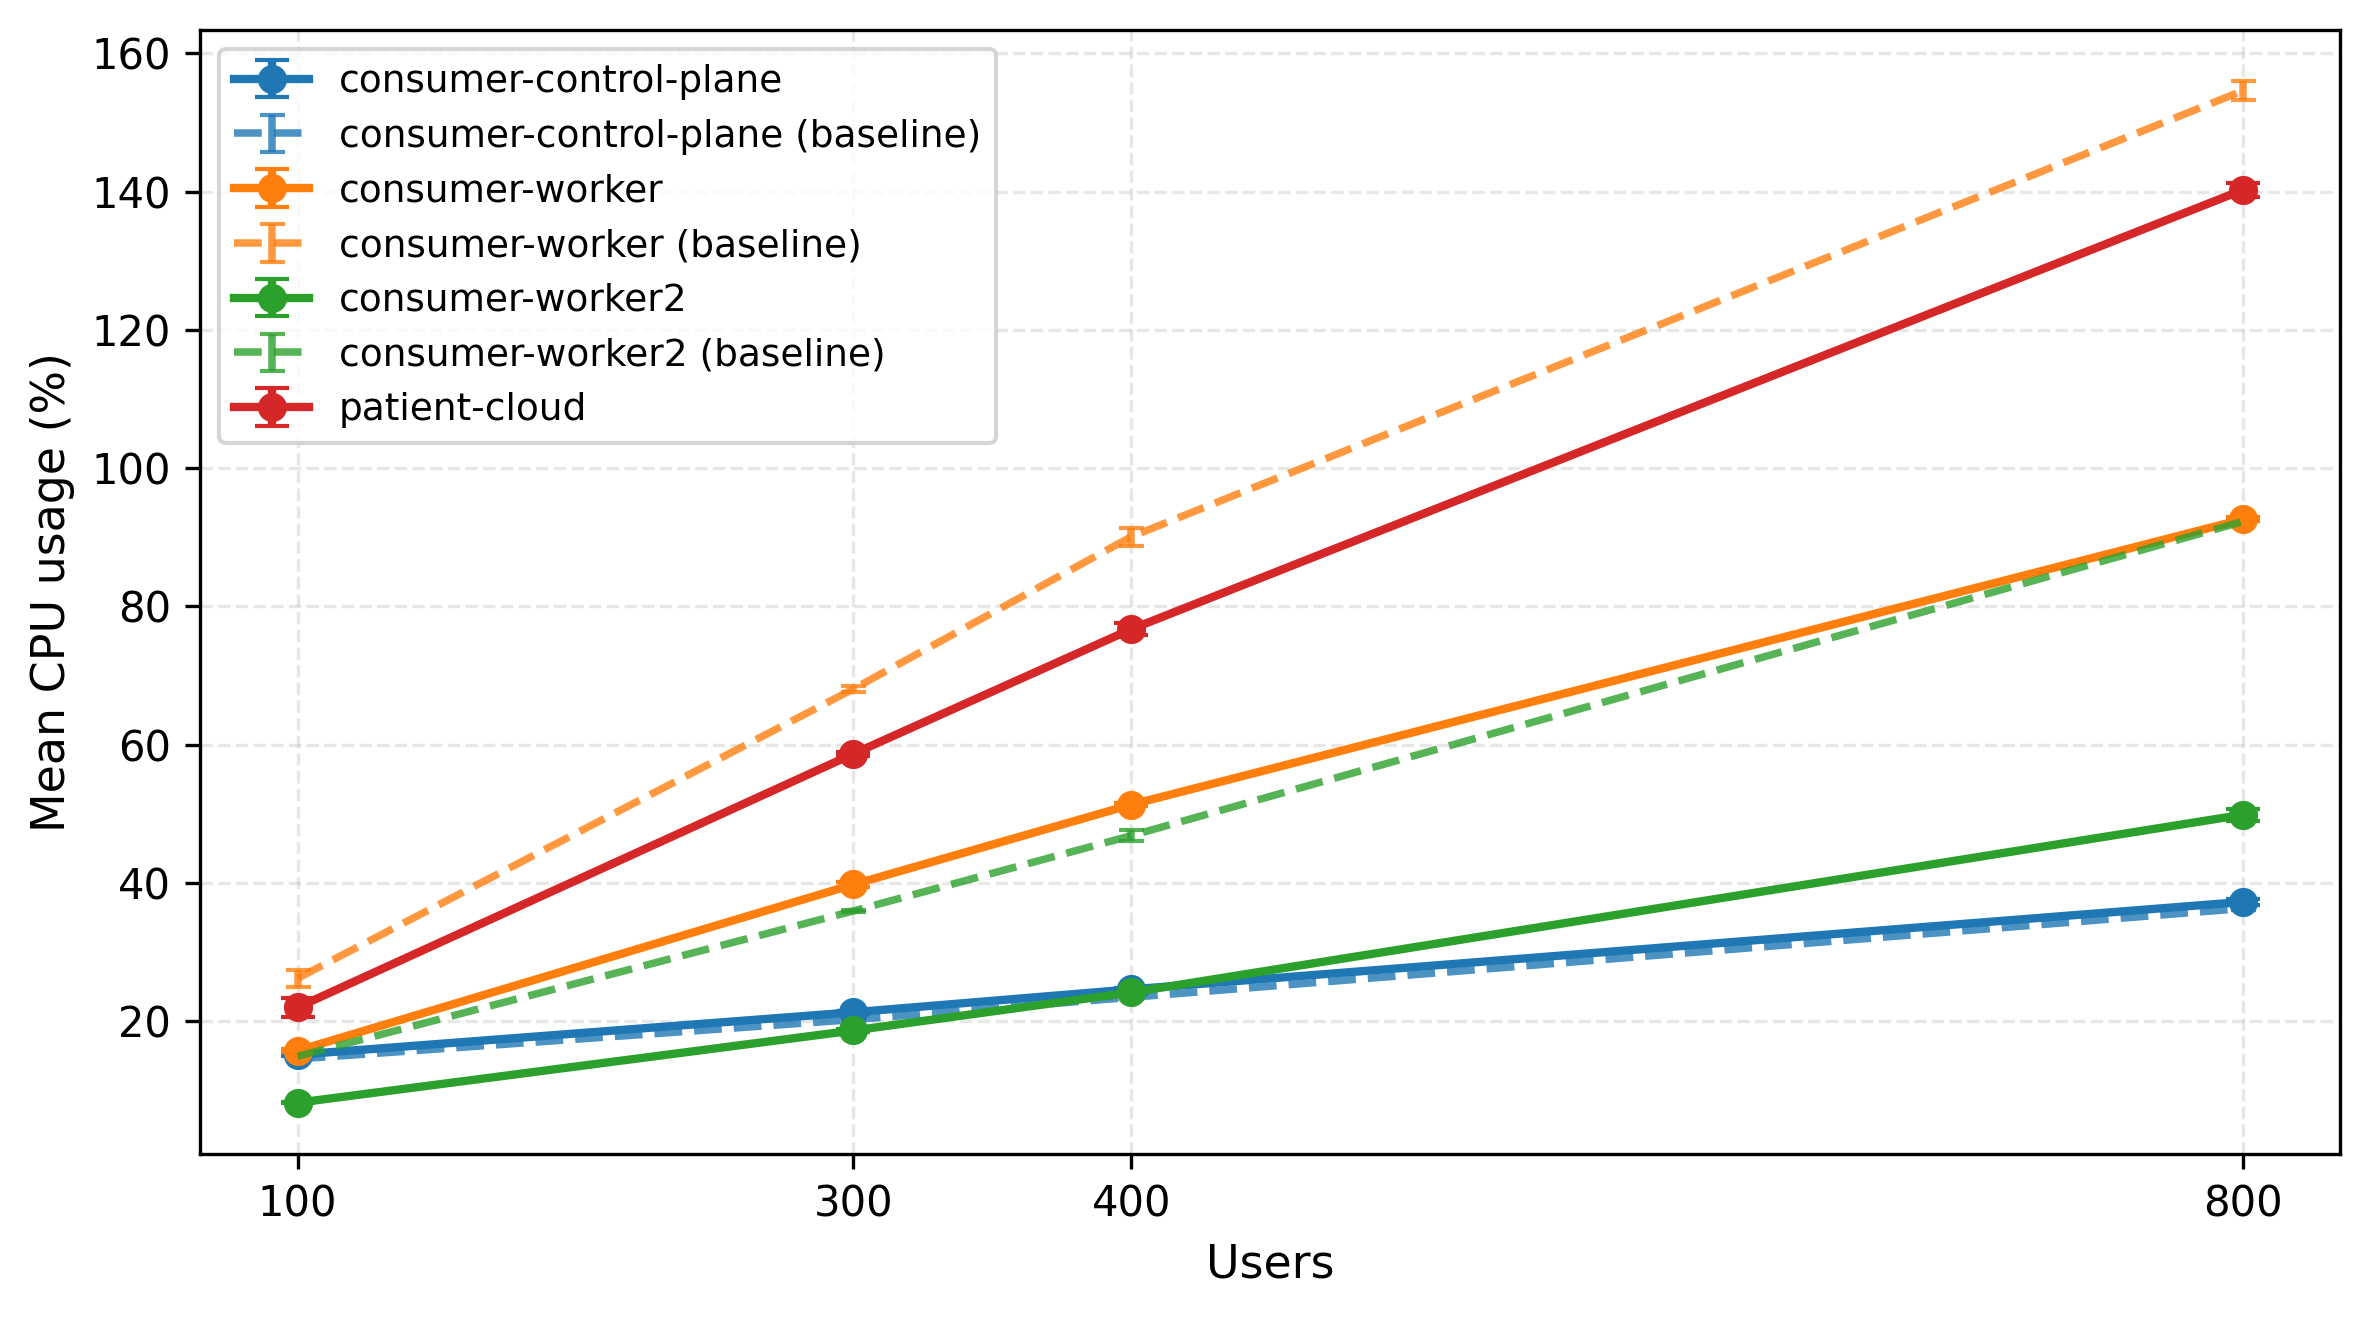 160
140
120
100
80
60
40
20
Mean CPU usage (%)
consumer-control-plane
consumer-control-plane (baseline)
consumer-worker
consumer-worker (baseline)
consumer-worker2
consumer-worker2 (baseline)
patient-cloud
100 300 400 800
Users